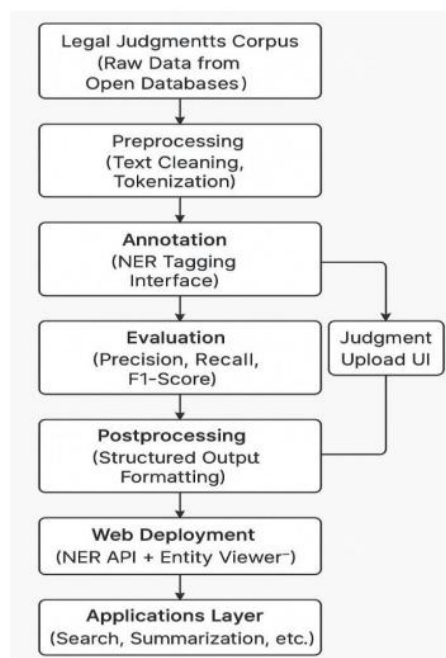 Legal Judgmentts Corpus
(Raw Data from
Open Databases)
Preprocessing
(Text Cleaning,
Tokenization)
Annotation
(NER Tagging
Interface)
Evaluation
(Precision, Recall,
F1-Score)
Judgment
Upload UI
Postprocessing
(Structured Output
Formatting)
Web Deployment
(NER API + Entity Viewer⁻)
Applications Layer
(Search, Summarization, etc.)